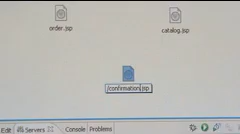 order.jsp
catalog.jsp
/confirmation.jsp
Edit Servers Console Problems